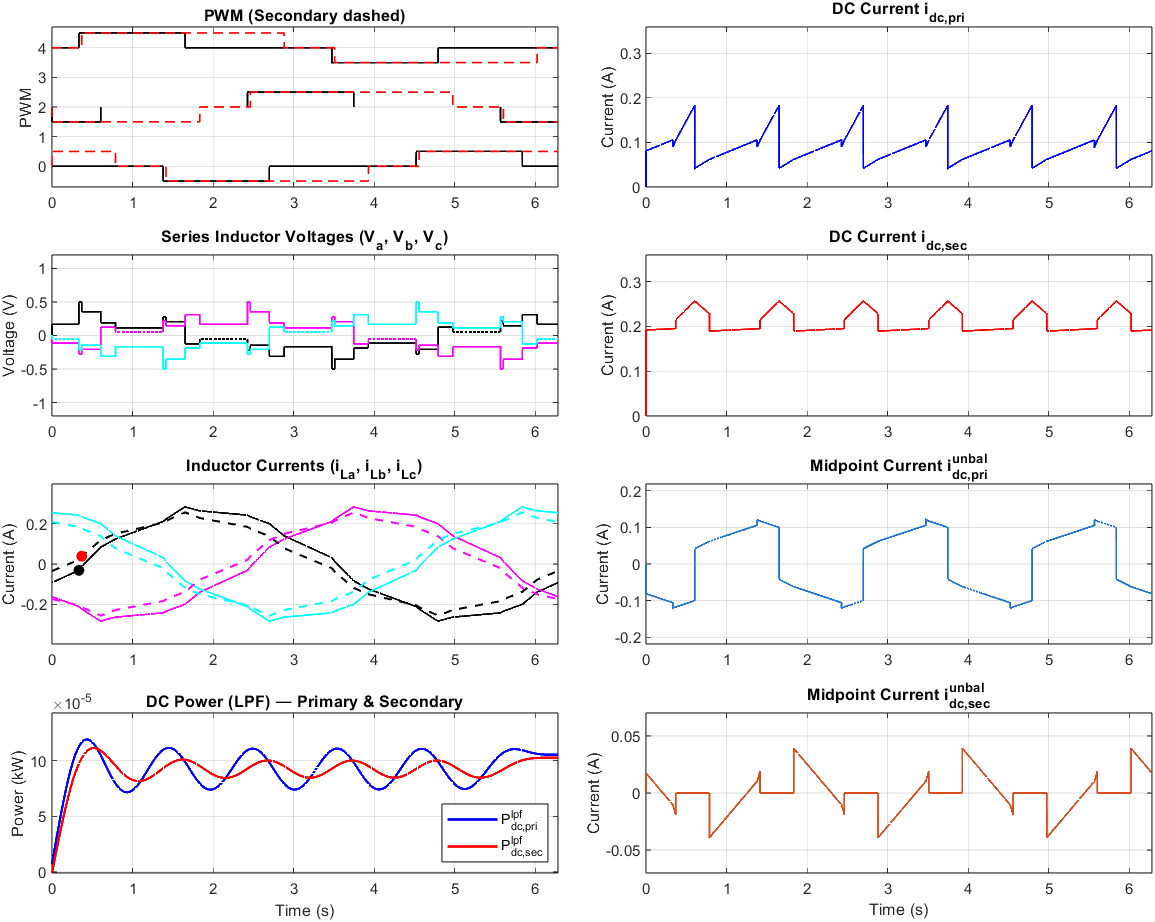 PWM (Secondary dashed)
PWM
4
3
2
1
0
0 1 2 3 4 5 6
DC Current i_dc,pri
Current (A)
0.3
0.2
0.1
0
0 1 2 3 4 5 6
Series Inductor Voltages (V_a, V_b, V_c)
Voltage (V)
1
0.5
0
-0.5
-1
0 1 2 3 4 5 6
DC Current i_dc,sec
Current (A)
0.3
0.2
0.1
0
0 1 2 3 4 5 6
Inductor Currents (i_La, i_Lb, i_Lc)
Current (A)
0.2
0
-0.2
0 1 2 3 4 5 6
Midpoint Current i_dc,pri^unbal
Current (A)
0.2
0.1
0
-0.1
-0.2
0 1 2 3 4 5 6
DC Power (LPF) — Primary & Secondary
×10^-5
Power (kW)
10
5
0
P_dc,pri^lpf
P_dc,sec^lpf
0 1 2 3 4 5 6
Time (s)
Midpoint Current i_dc,sec^unbal
Current (A)
0.05
0
-0.05
0 1 2 3 4 5 6
Time (s)